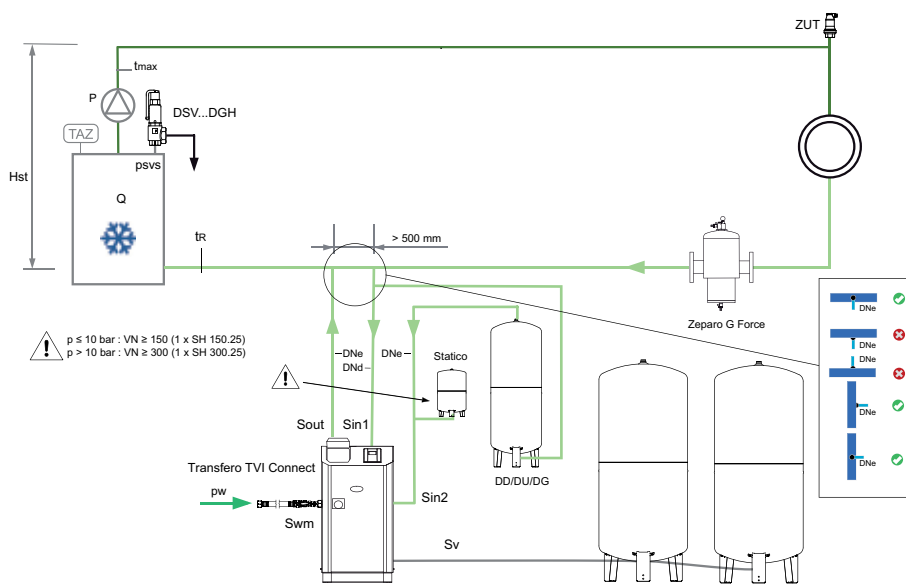 ZUT
tmax
P
DSV...DGH
TAZ
psvs
Hst
Q
tR
> 500 mm
Zeparo G Force
DNe
DNe
DNe
DNe
DNe
p ≤ 10 bar : VN ≥ 150 (1 x SH 150.25)
p > 10 bar : VN ≥ 300 (1 x SH 300.25)
DNe
DNd
DNe
Statico
Sout
Sin1
Transfero TVI Connect
DD/DU/DG
pw
Sin2
Swm
Sv